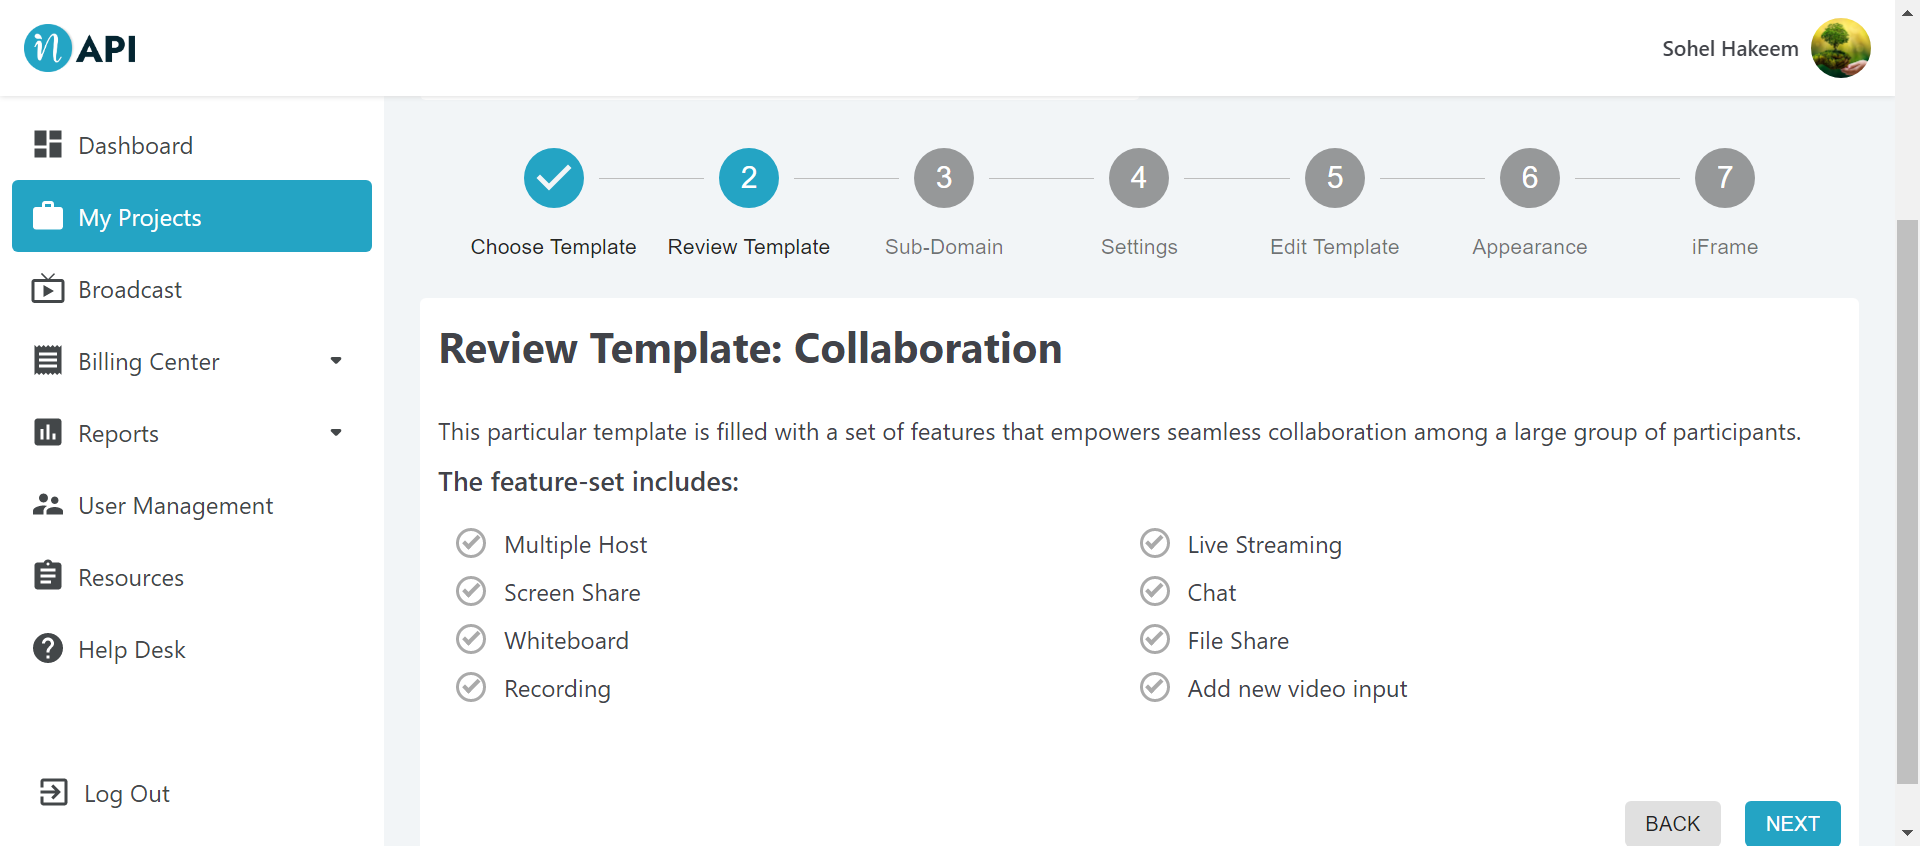 in API
Sohel Hakeem
Dashboard
My Projects
Broadcast
Billing Center
Reports
User Management
Resources
Help Desk
Log Out
2 3 4 5 6 7
Choose Template Review Template Sub-Domain Settings Edit Template Appearance iFrame
Review Template: Collaboration
This particular template is filled with a set of features that empowers seamless collaboration among a large group of participants.
The feature-set includes:
Multiple Host
Screen Share
Whiteboard
Recording
Live Streaming
Chat
File Share
Add new video input
BACK NEXT